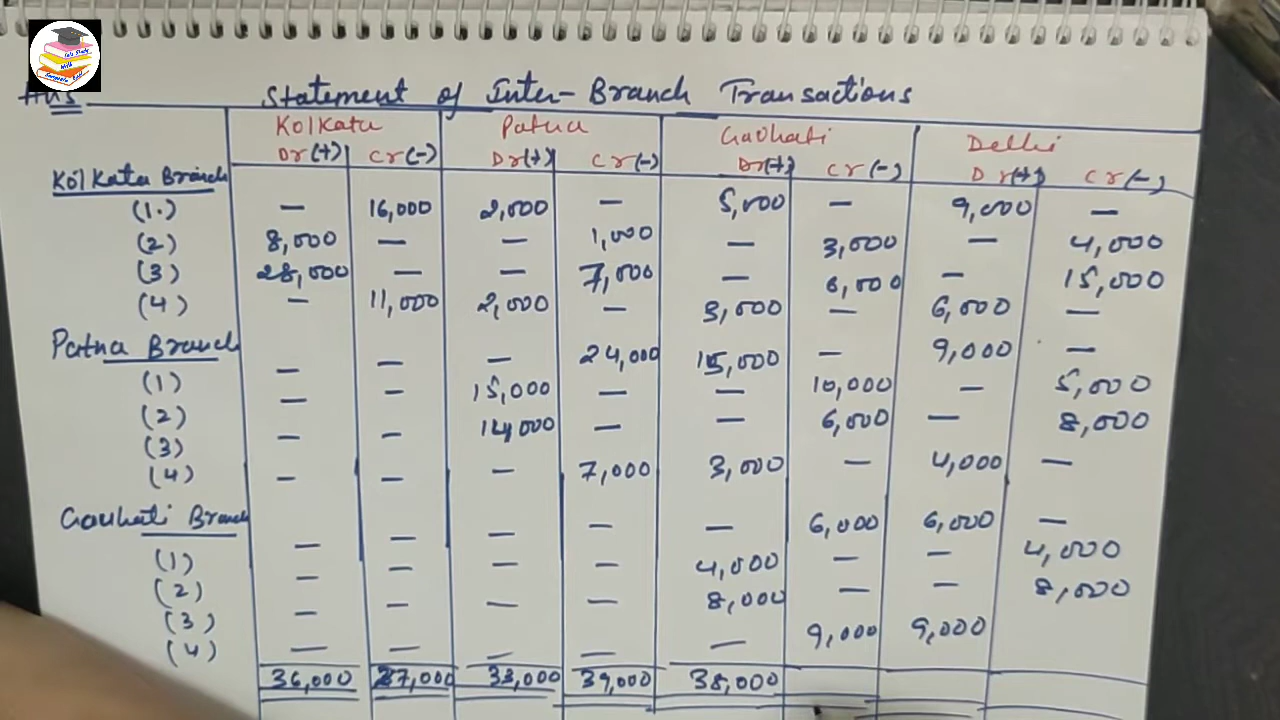 Ans Statement of Inter-Branch Transactions
Kolkata Patna Gauhati Delhi
Dr(+) Cr(-) Dr(+) Cr(-) Dr(+) Cr(-) Dr(+) Cr(-)
Kolkata Branch
(1.) — 16,000 2,000 — 5,000 — 9,000 —
(2) 8,000 — — 1,000 — 3,000 — 4,000
(3) 28,000 — — 7,000 — 6,000 — 15,000
(4) — 11,000 2,000 — 3,000 — 6,000 —
Patna Branch
(1) — — — 24,000 15,000 — 9,000 —
(2) — — 15,000 — — 10,000 — 5,000
(3) — — 14,000 — — 6,000 — 8,000
(4) — — — 7,000 3,000 — 4,000 —
Gauhati Branch
(1) — — — — — 6,000 6,000 —
(2) — — — — 4,000 — — 4,000
(3) — — — — 8,000 — — 8,000
(4) — — — — — 9,000 9,000
36,000 27,000 33,000 39,000 38,000